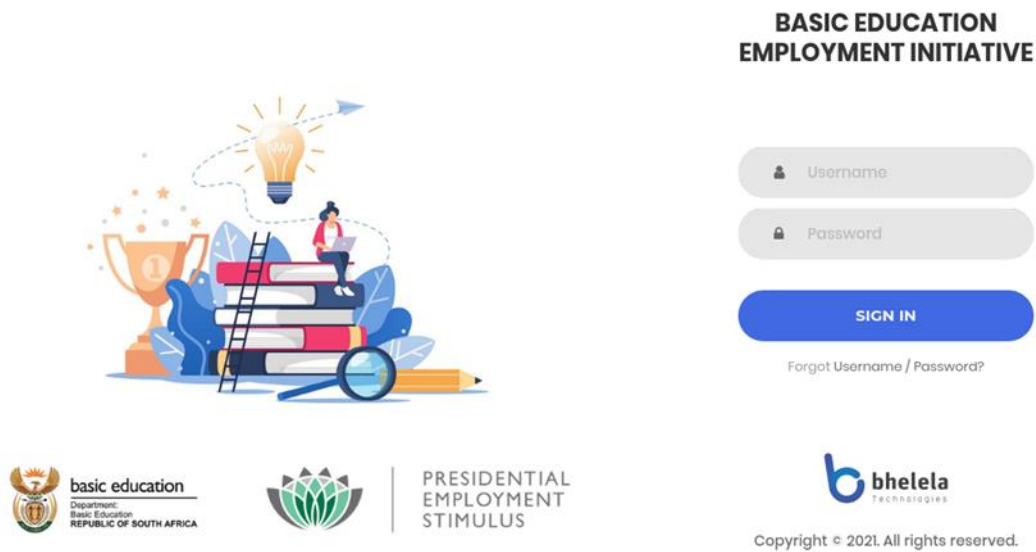 BASIC EDUCATION
EMPLOYMENT INITIATIVE
Username
Password
SIGN IN
Forgot Username / Password?
1
basic education
Department:
Basic Education
REPUBLIC OF SOUTH AFRICA
PRESIDENTIAL
EMPLOYMENT
STIMULUS
bhelela
Technologies
Copyright © 2021. All rights reserved.